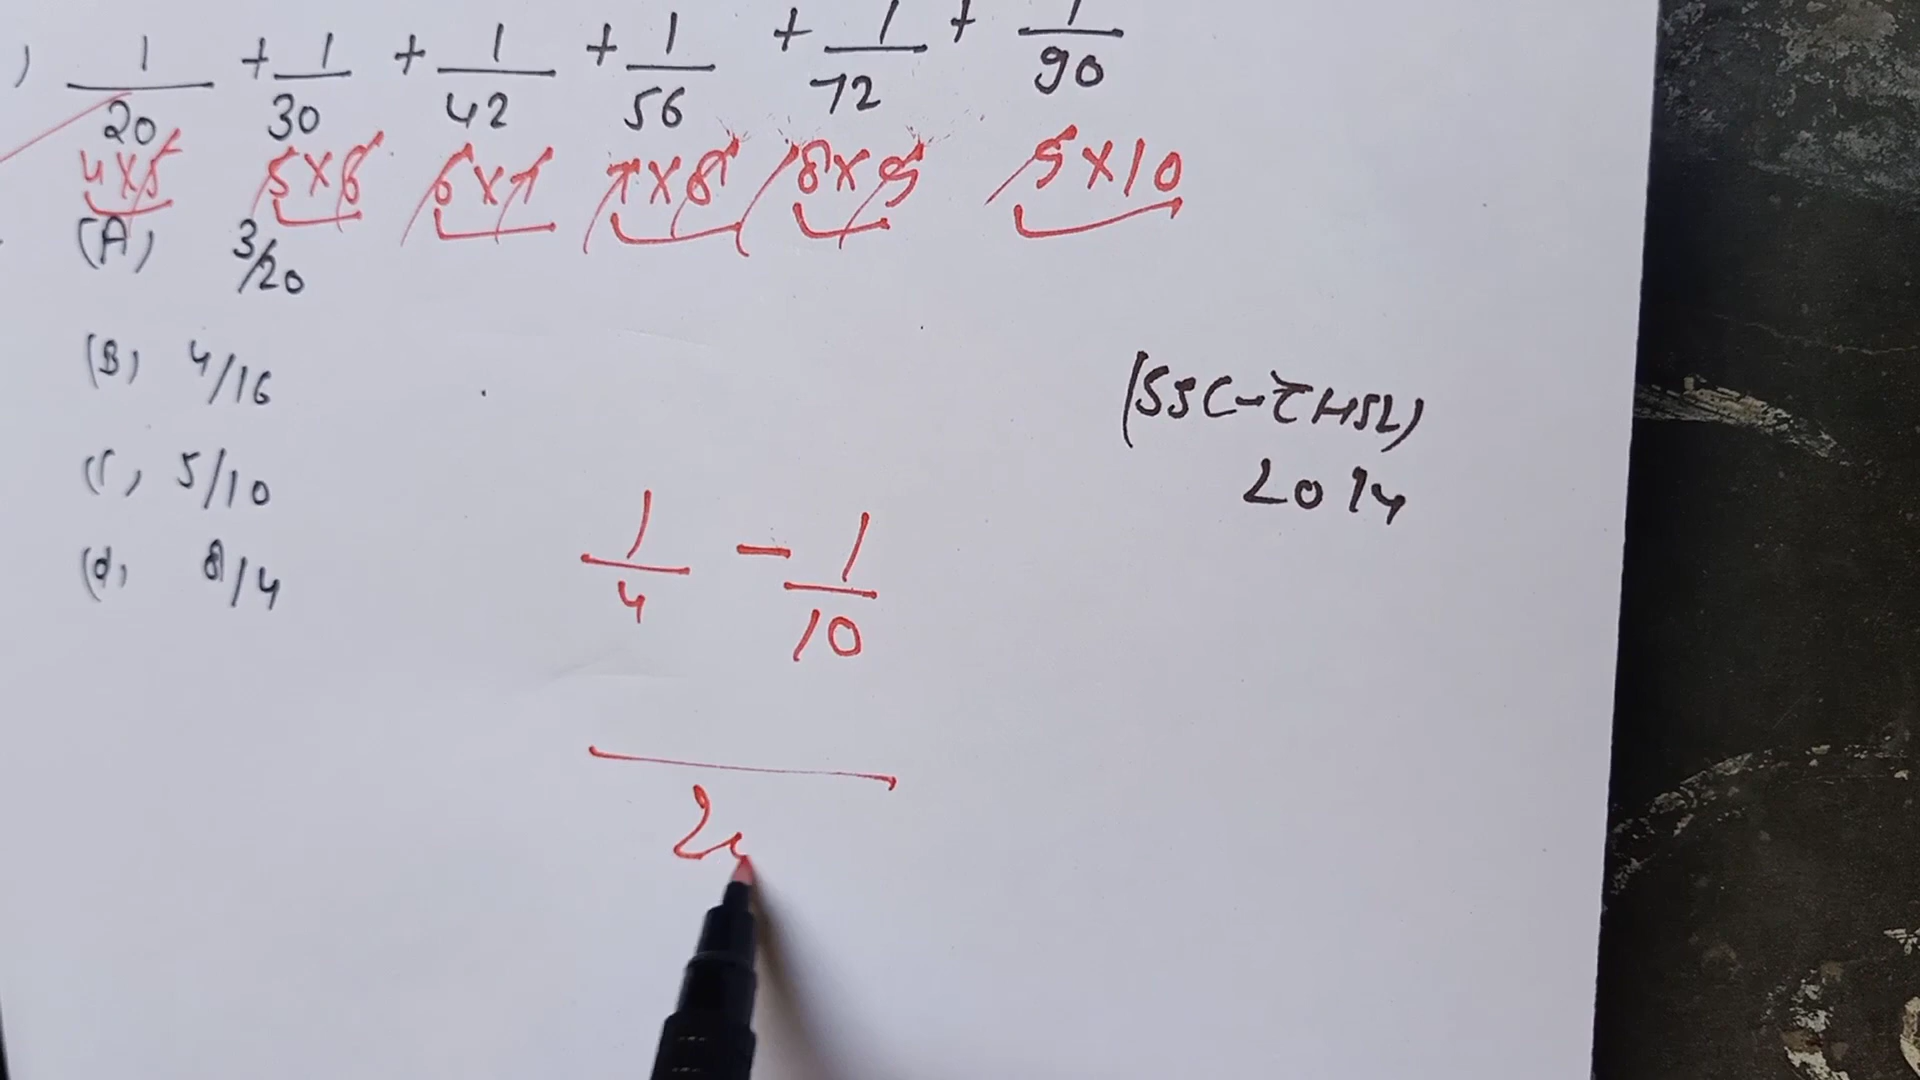 ) 1/20 + 1/30 + 1/42 + 1/56 + 1/72 + 1/90
4×5 5×6 6×7 7×8 8×9 9×10
(A) 3/20
(B) 4/16
(C) 5/10
(d) 8/4
(SSC-CHSL)
2014
1/4 - 1/10
20